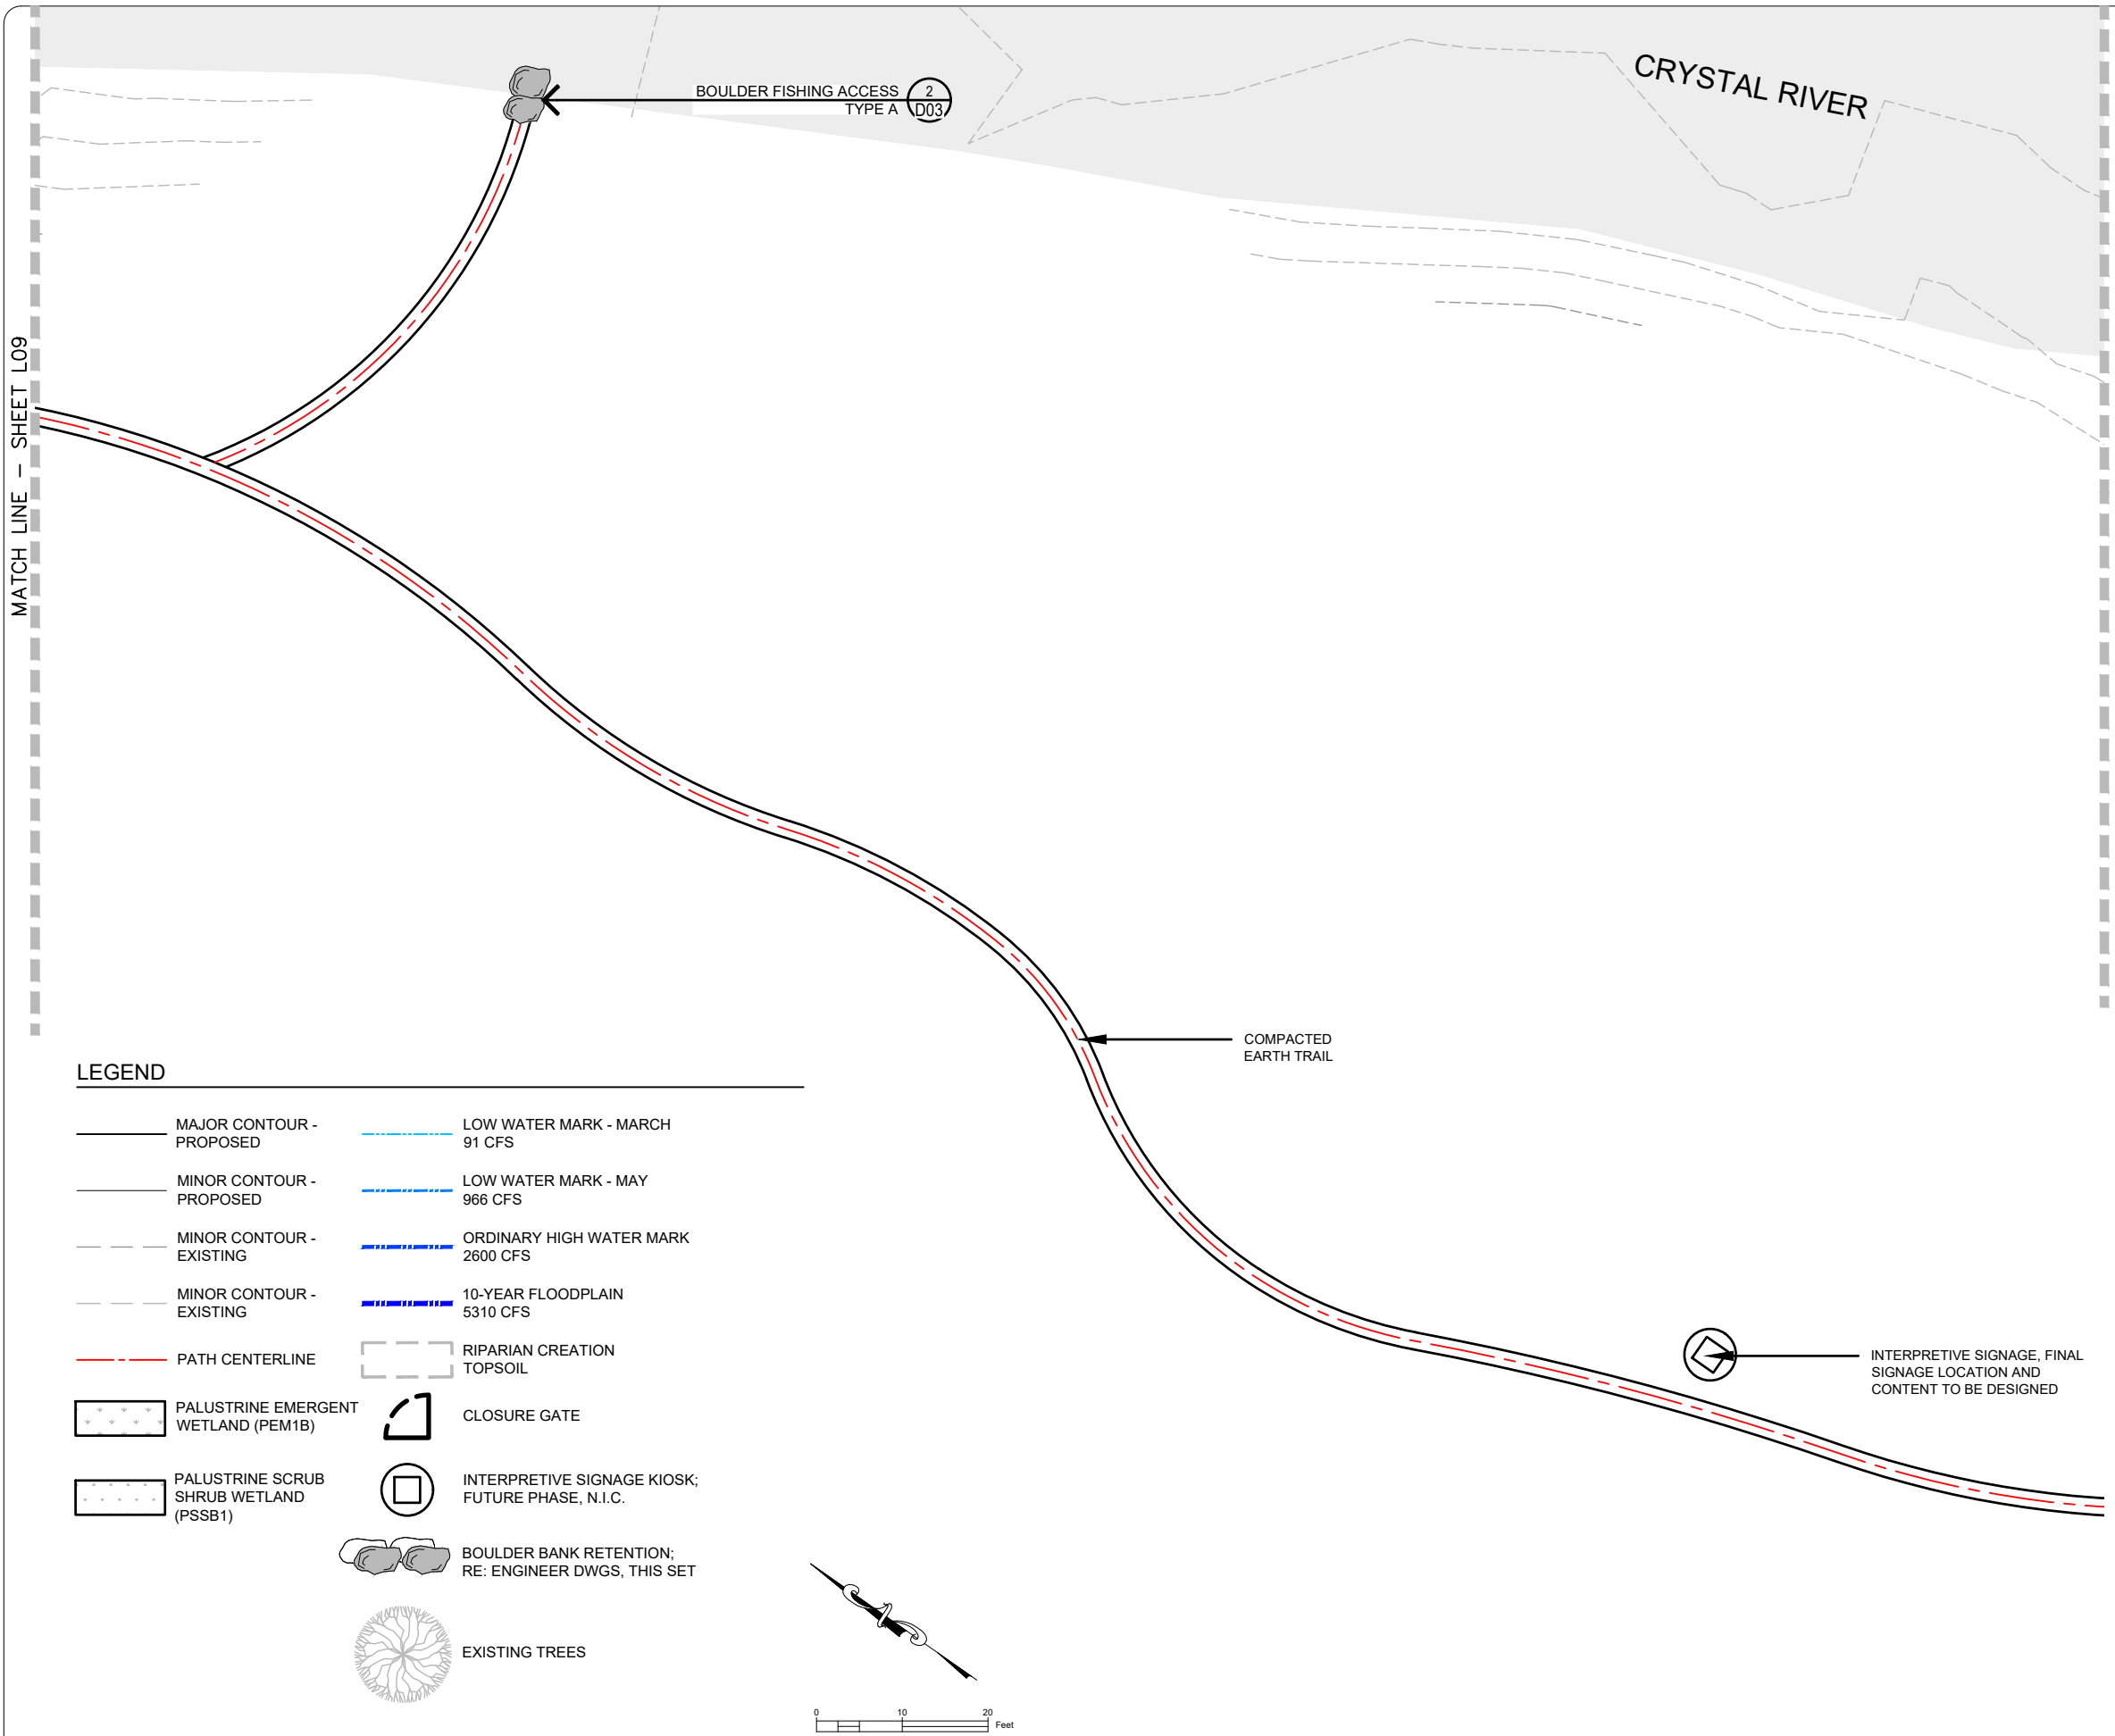 CRYSTAL RIVER
BOULDER FISHING ACCESS
TYPE A
2
D03
MATCH LINE - SHEET L09
COMPACTED
EARTH TRAIL
INTERPRETIVE SIGNAGE, FINAL
SIGNAGE LOCATION AND
CONTENT TO BE DESIGNED
LEGEND
MAJOR CONTOUR -
PROPOSED
MINOR CONTOUR -
PROPOSED
MINOR CONTOUR -
EXISTING
MINOR CONTOUR -
EXISTING
PATH CENTERLINE
PALUSTRINE EMERGENT
WETLAND (PEM1B)
PALUSTRINE SCRUB
SHRUB WETLAND
(PSSB1)
LOW WATER MARK - MARCH
91 CFS
LOW WATER MARK - MAY
966 CFS
ORDINARY HIGH WATER MARK
2600 CFS
10-YEAR FLOODPLAIN
5310 CFS
RIPARIAN CREATION
TOPSOIL
CLOSURE GATE
INTERPRETIVE SIGNAGE KIOSK;
FUTURE PHASE, N.I.C.
BOULDER BANK RETENTION;
RE: ENGINEER DWGS, THIS SET
EXISTING TREES
0 10 20
Feet